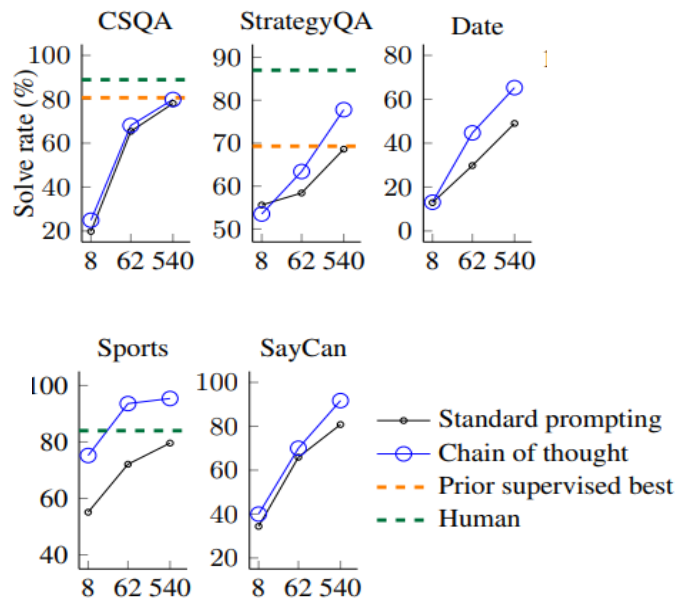 CSQA
StrategyQA
Date
Solve rate (%)
100
80
60
40
20
8 62 540
90
80
70
60
50
8 62 540
80
60
40
20
0
8 62 540
Sports
SayCan
100
80
60
40
8 62 540
100
80
60
40
20
8 62 540
Standard prompting
Chain of thought
Prior supervised best
Human